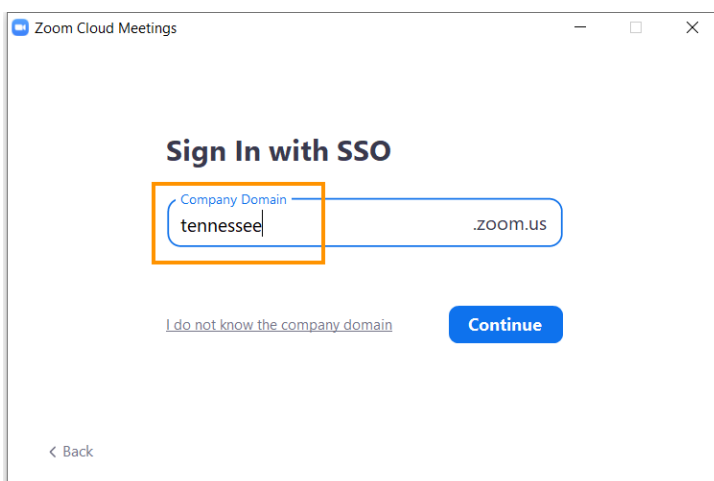 Zoom Cloud Meetings
Sign In with SSO
Company Domain
tennessee .zoom.us
I do not know the company domain Continue
Back